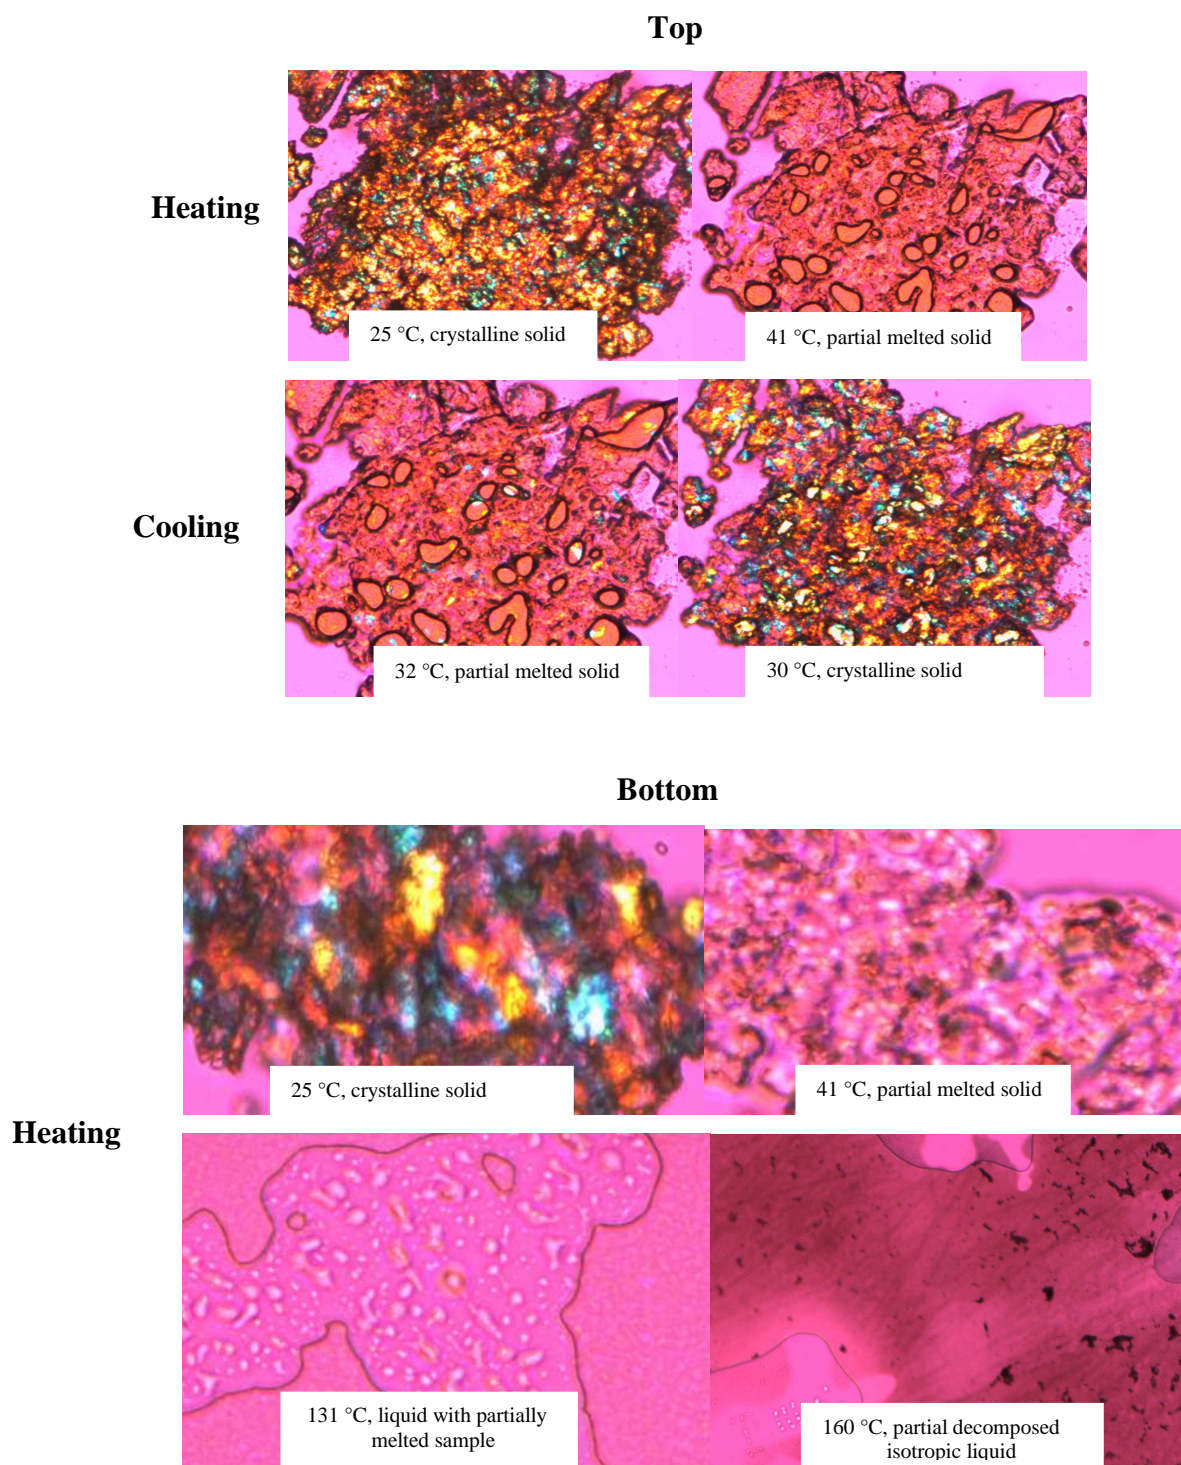 Top
Heating
25 °C, crystalline solid
41 °C, partial melted solid
Cooling
32 °C, partial melted solid
30 °C, crystalline solid
Bottom
25 °C, crystalline solid
41 °C, partial melted solid
Heating
131 °C, liquid with partially
melted sample
160 °C, partial decomposed
isotropic liquid